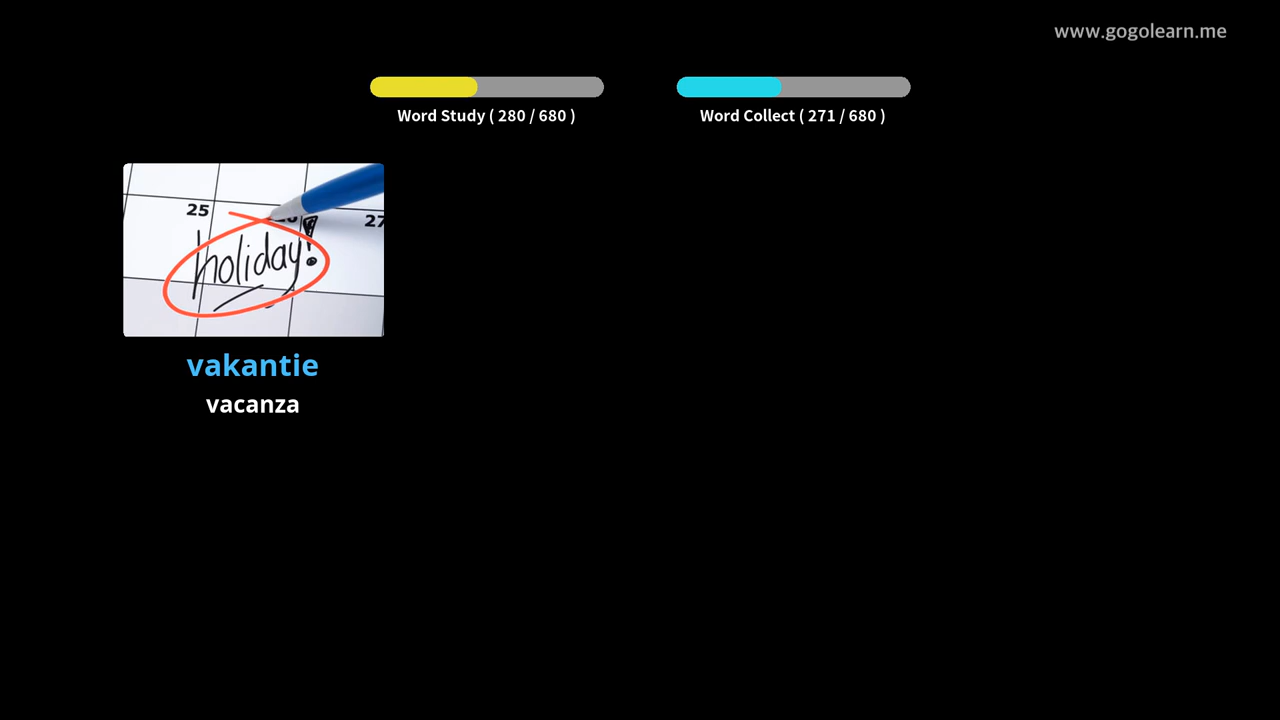 www.gogolearn.me
Word Study ( 280 / 680 )
Word Collect ( 271 / 680 )
25
27
holiday!
vakantie
vacanza